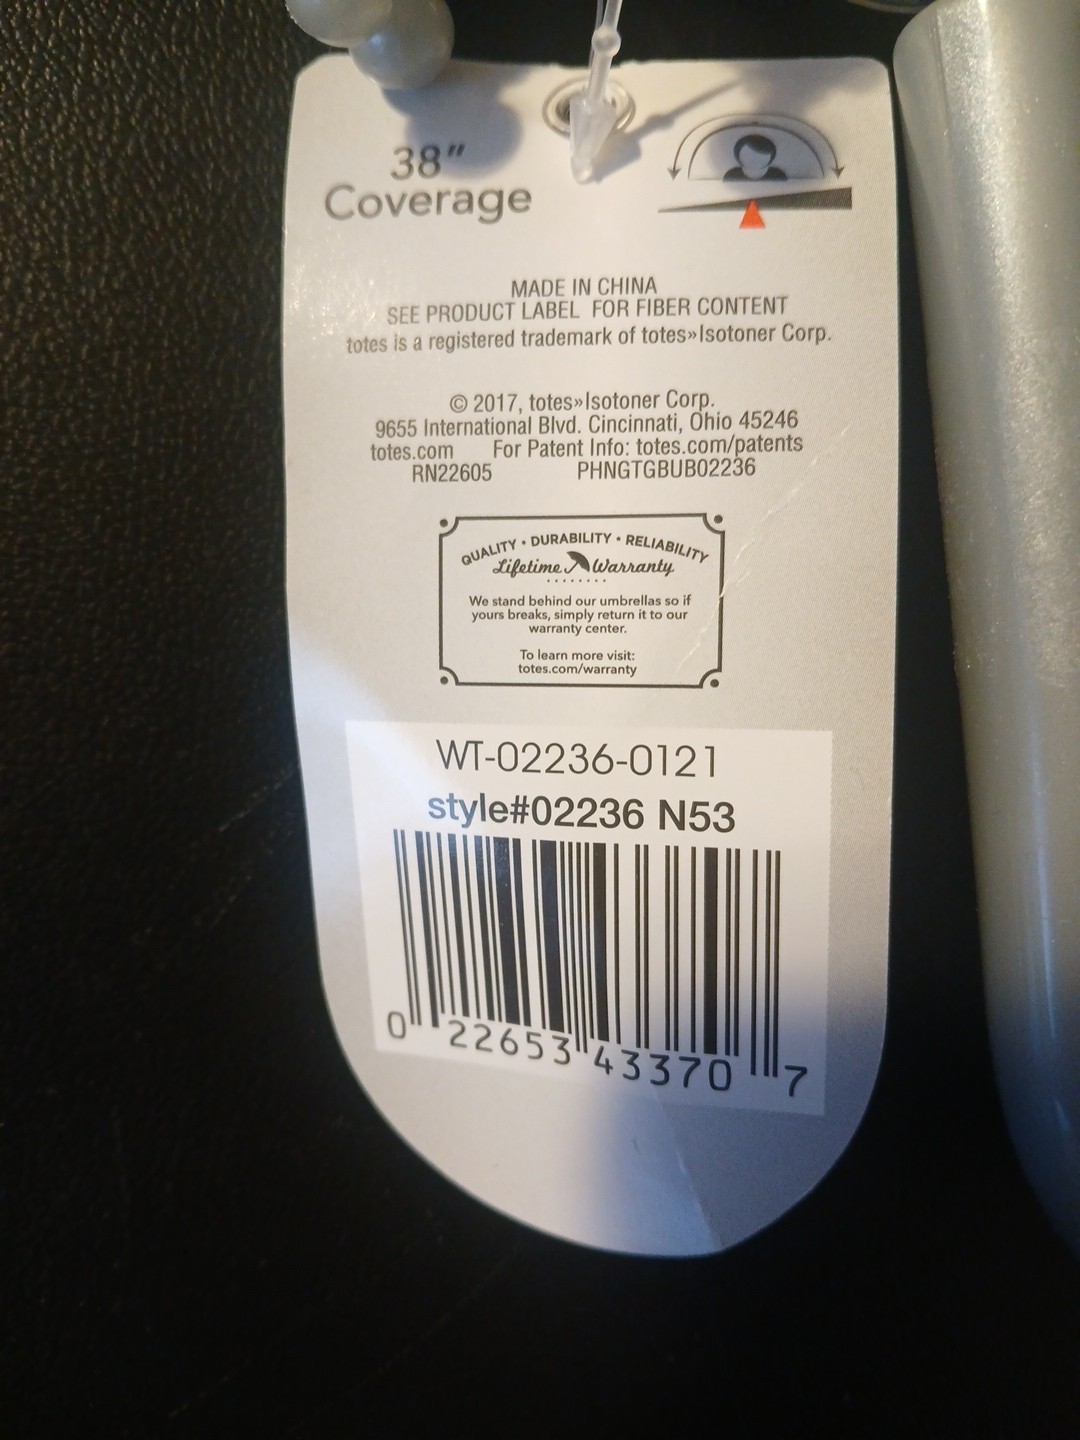 38"
Coverage
MADE IN CHINA
SEE PRODUCT LABEL FOR FIBER CONTENT
totes is a registered trademark of totes»Isotoner Corp.
© 2017, totes»Isotoner Corp.
9655 International Blvd. Cincinnati, Ohio 45246
totes.com For Patent Info: totes.com/patents
RN22605 PHNGTGBUB02236
QUALITY • DURABILITY • RELIABILITY
Lifetime Warranty
We stand behind our umbrellas so if
yours breaks, simply return it to our
warranty center.
To learn more visit:
totes.com/warranty
WT-02236-0121
style#02236 N53
0 22653 43370 7